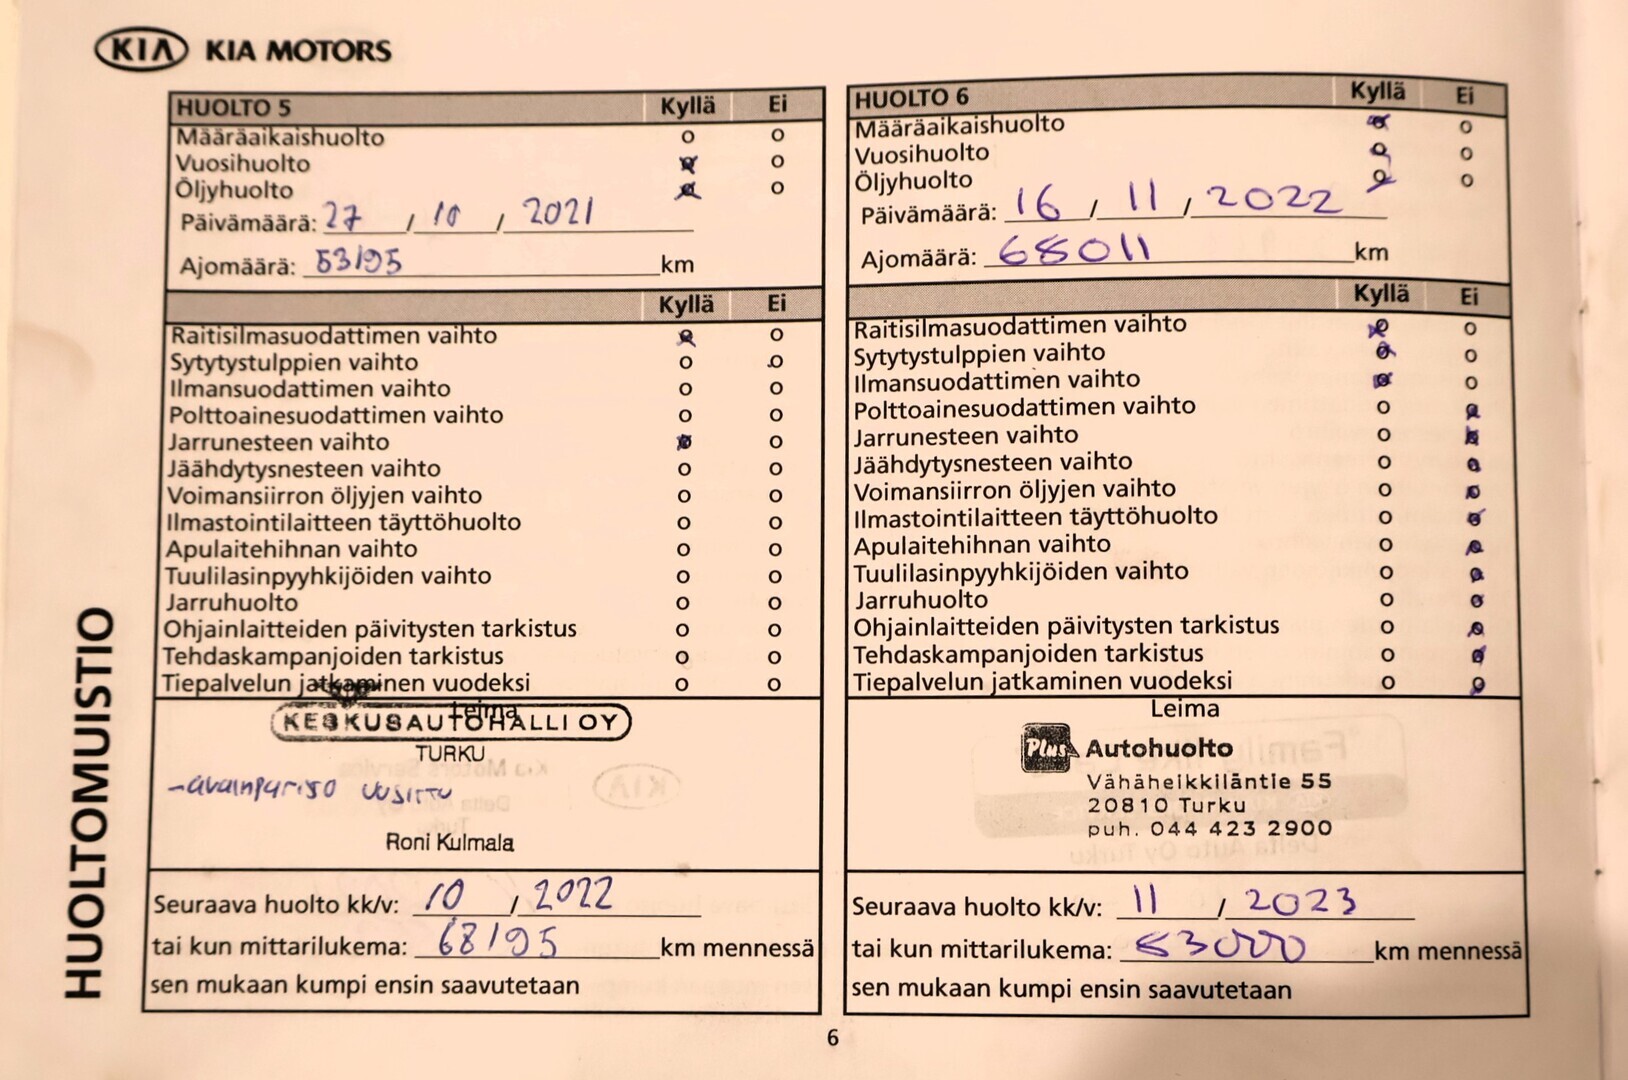 KIA KIA MOTORS
HUOLTOMUISTIO
HUOLTO 5 Kyllä Ei
Määräaikaishuolto o o
Vuosihuolto o o
Öljyhuolto o o
Päivämäärä: 27 / 10 / 2021
Ajomäärä: 53195 km
Kyllä Ei
Raitisilmasuodattimen vaihto o o
Sytytystulppien vaihto o o
Ilmansuodattimen vaihto o o
Polttoainesuodattimen vaihto o o
Jarrunesteen vaihto o o
Jäähdytysnesteen vaihto o o
Voimansiirron öljyjen vaihto o o
Ilmastointilaitteen täyttöhuolto o o
Apulaitehihnan vaihto o o
Tuulilasinpyyhkijöiden vaihto o o
Jarruhuolto o o
Ohjainlaitteiden päivitysten tarkistus o o
Tehdaskampanjoiden tarkistus o o
Tiepalvelun jatkaminen vuodeksi o o
Leima
KESKUSAUTOHALLI OY
TURKU
-avainparisto uusittu
Roni Kulmala
Seuraava huolto kk/v: 10 / 2022
tai kun mittarilukema: 68195 km mennessä
sen mukaan kumpi ensin saavutetaan
HUOLTO 6 Kyllä Ei
Määräaikaishuolto o o
Vuosihuolto o o
Öljyhuolto o o
Päivämäärä: 16 / 11 / 2022
Ajomäärä: 68011 km
Kyllä Ei
Raitisilmasuodattimen vaihto o o
Sytytystulppien vaihto o o
Ilmansuodattimen vaihto o o
Polttoainesuodattimen vaihto o o
Jarrunesteen vaihto o o
Jäähdytysnesteen vaihto o o
Voimansiirron öljyjen vaihto o o
Ilmastointilaitteen täyttöhuolto o o
Apulaitehihnan vaihto o o
Tuulilasinpyyhkijöiden vaihto o o
Jarruhuolto o o
Ohjainlaitteiden päivitysten tarkistus o o
Tehdaskampanjoiden tarkistus o o
Tiepalvelun jatkaminen vuodeksi o o
Leima
Plus Autohuolto
Vähäheikkiläntie 55
20810 Turku
puh. 044 423 2900
Seuraava huolto kk/v: 11 / 2023
tai kun mittarilukema: 83000 km mennessä
sen mukaan kumpi ensin saavutetaan
6